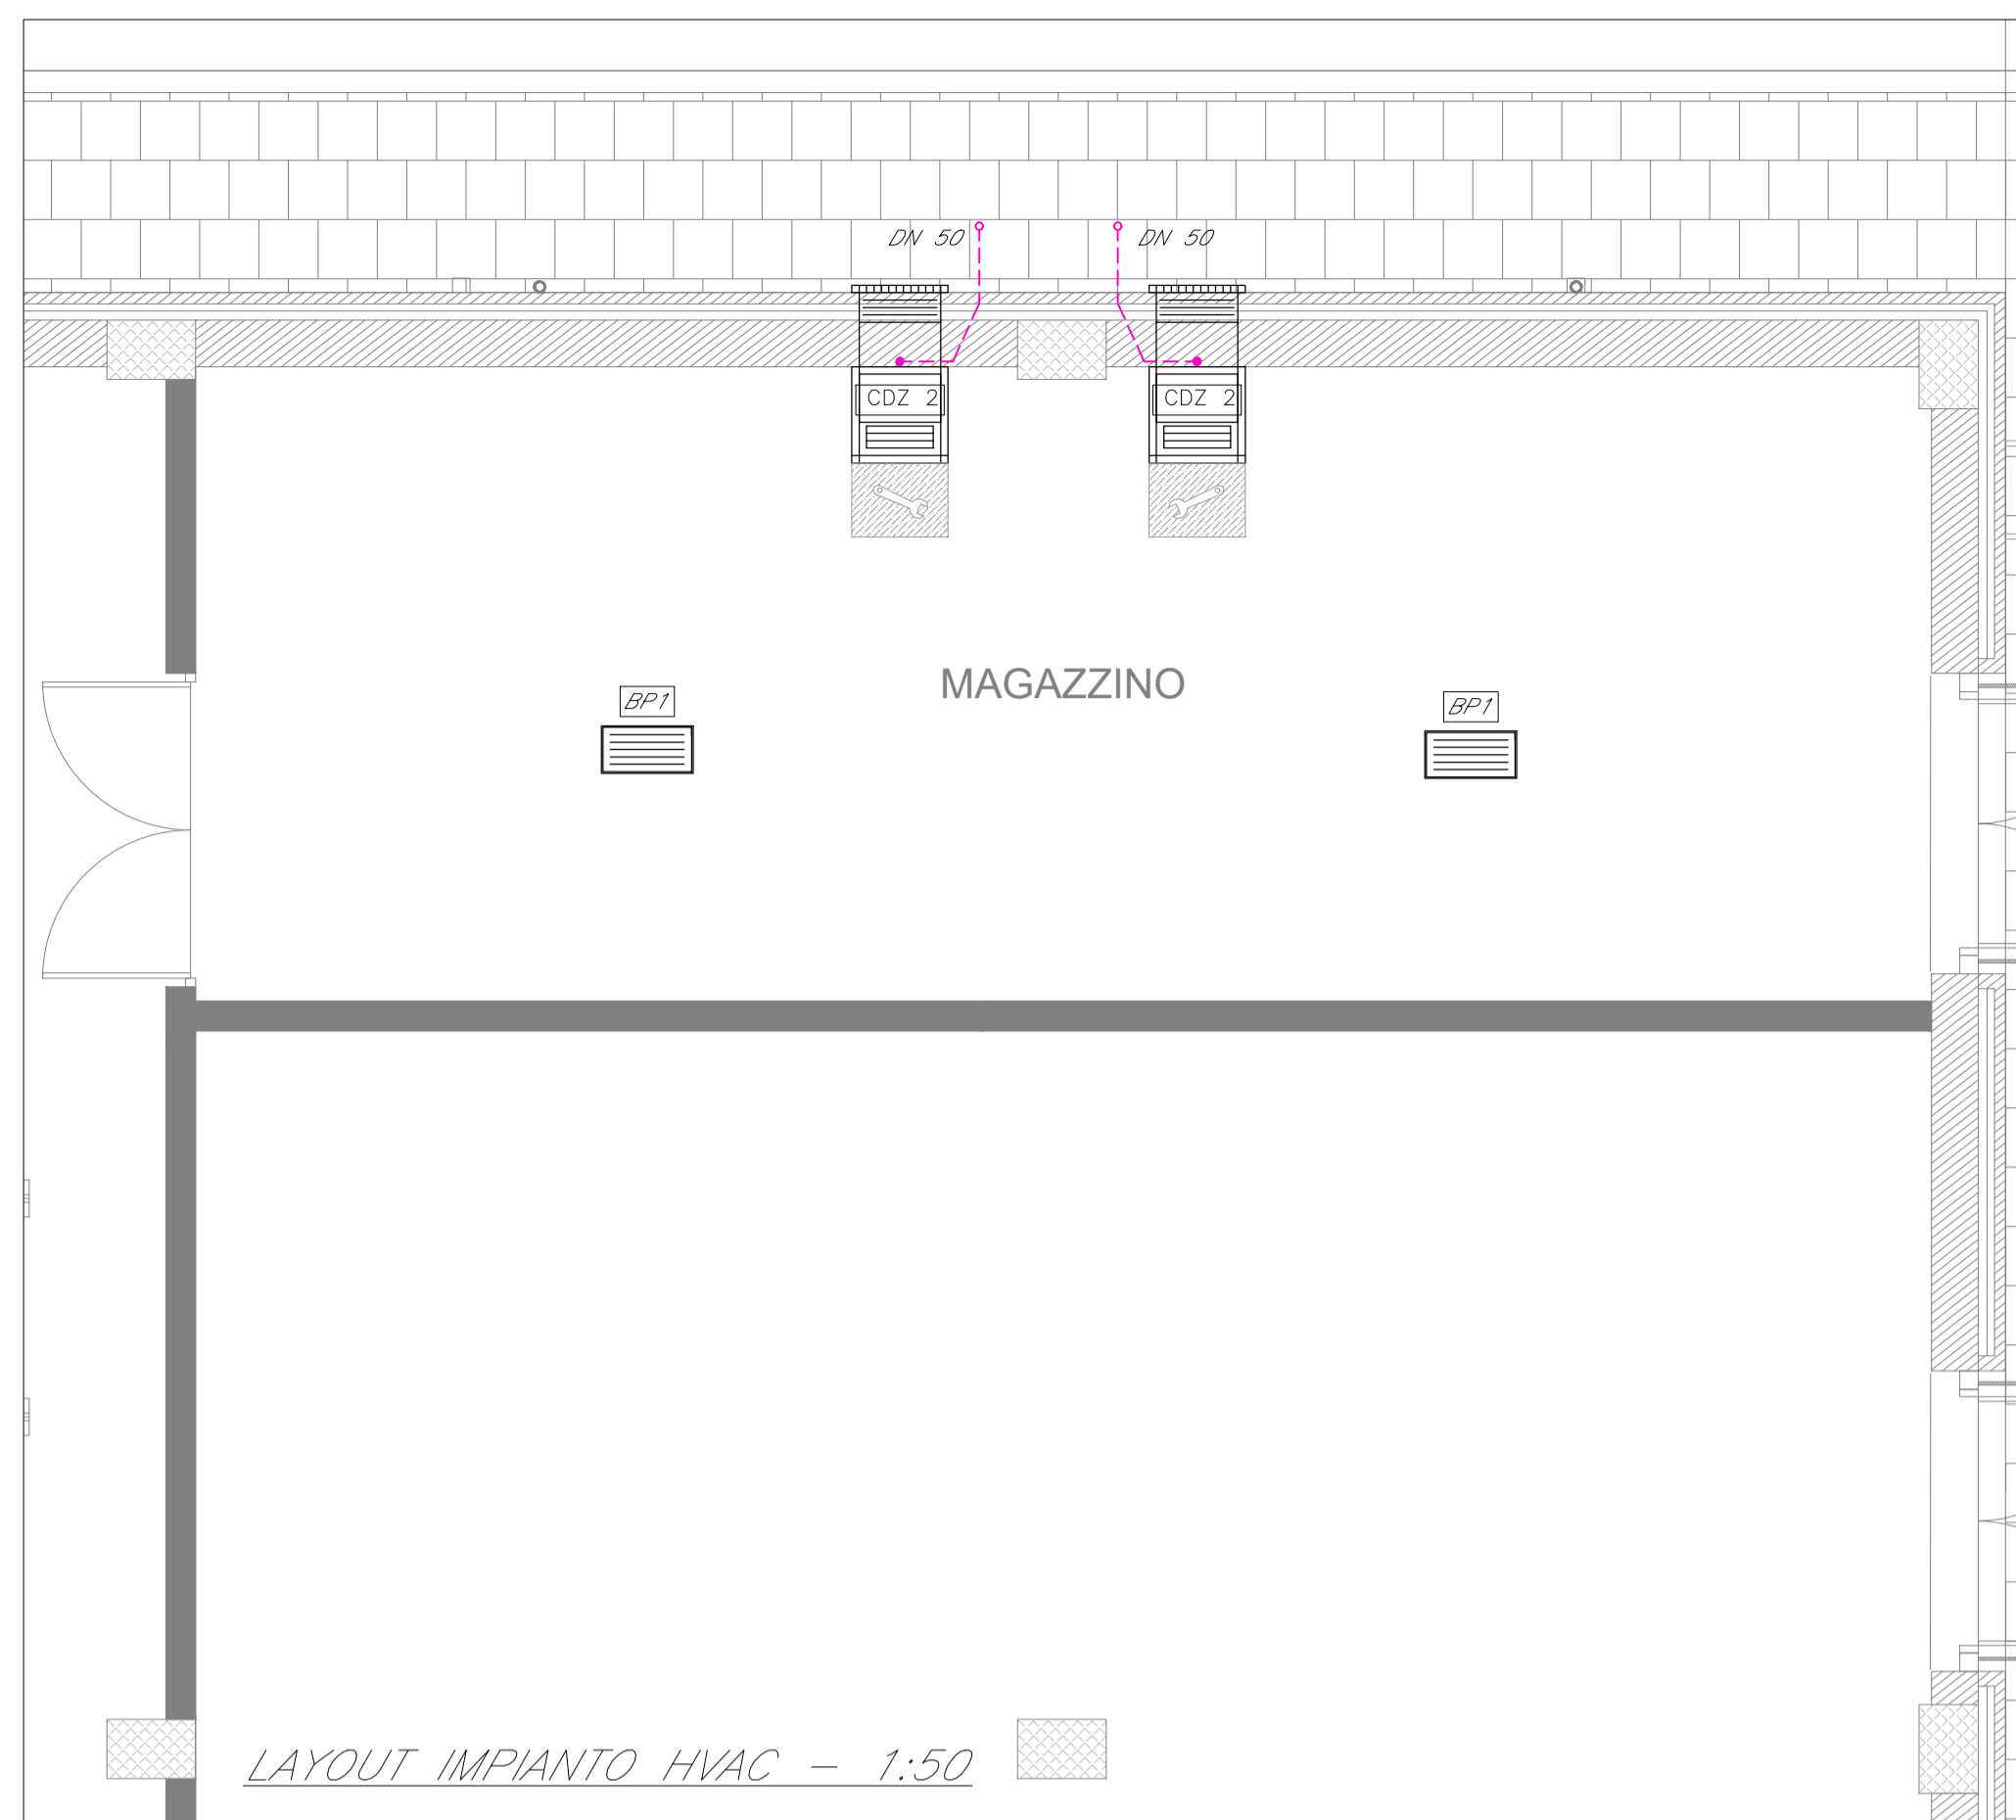 DN 50
DN 50
CDZ 2
CDZ 2
MAGAZZINO
BP1
BP1
LAYOUT IMPIANTO HVAC - 1:50